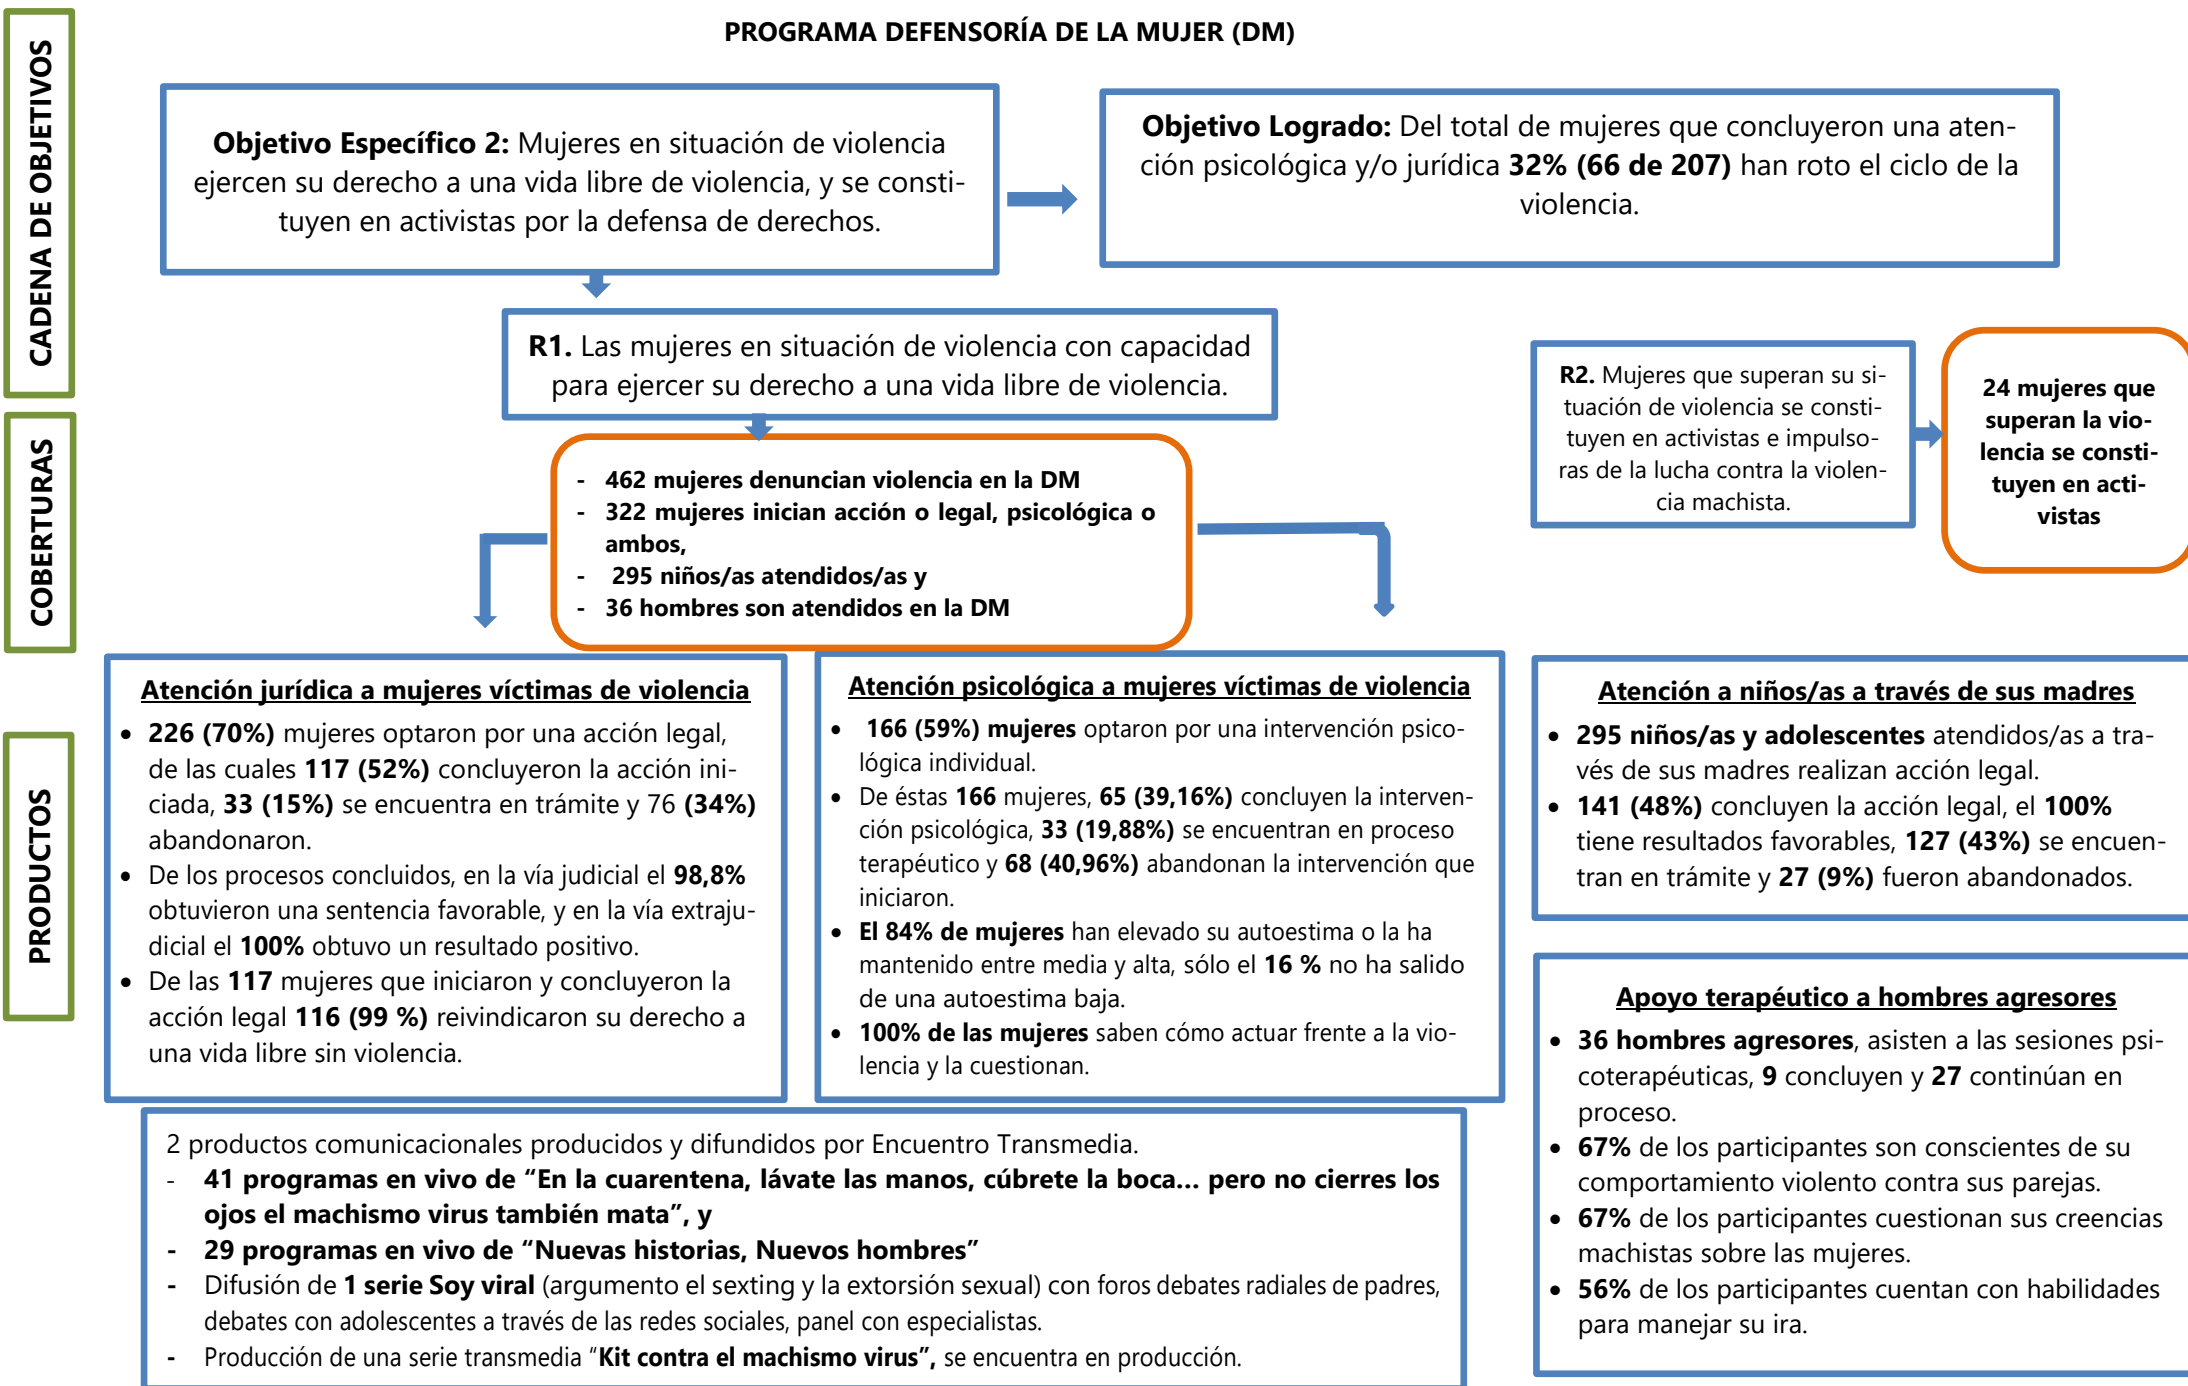 PROGRAMA DEFENSORÍA DE LA MUJER (DM)
CADENA DE OBJETIVOS
Objetivo Específico 2: Mujeres en situación de violencia
ejercen su derecho a una vida libre de violencia, y se consti-
tuyen en activistas por la defensa de derechos.
Objetivo Logrado: Del total de mujeres que concluyeron una aten-
ción psicológica y/o jurídica 32% (66 de 207) han roto el ciclo de la
violencia.
R1. Las mujeres en situación de violencia con capacidad
para ejercer su derecho a una vida libre de violencia.
R2. Mujeres que superan su si-
tuación de violencia se consti-
tuyen en activistas e impulso-
ras de la lucha contra la violen-
cia machista.
24 mujeres que
superan la vio-
lencia se consti-
tuyen en acti-
vistas
COBERTURAS
- 462 mujeres denuncian violencia en la DM
- 322 mujeres inician acción o legal, psicológica o
ambos,
- 295 niños/as atendidos/as y
- 36 hombres son atendidos en la DM
PRODUCTOS
Atención jurídica a mujeres víctimas de violencia
• 226 (70%) mujeres optaron por una acción legal,
de las cuales 117 (52%) concluyeron la acción ini-
ciada, 33 (15%) se encuentra en trámite y 76 (34%)
abandonaron.
• De los procesos concluidos, en la vía judicial el 98,8%
obtuvieron una sentencia favorable, y en la vía extraju-
dicial el 100% obtuvo un resultado positivo.
• De las 117 mujeres que iniciaron y concluyeron la
acción legal 116 (99 %) reivindicaron su derecho a
una vida libre sin violencia.
Atención psicológica a mujeres víctimas de violencia
• 166 (59%) mujeres optaron por una intervención psico-
lógica individual.
• De éstas 166 mujeres, 65 (39,16%) concluyen la interven-
ción psicológica, 33 (19,88%) se encuentran en proceso
terapéutico y 68 (40,96%) abandonan la intervención que
iniciaron.
• El 84% de mujeres han elevado su autoestima o la ha
mantenido entre media y alta, sólo el 16 % no ha salido
de una autoestima baja.
• 100% de las mujeres saben cómo actuar frente a la vio-
lencia y la cuestionan.
Atención a niños/as a través de sus madres
• 295 niños/as y adolescentes atendidos/as a tra-
vés de sus madres realizan acción legal.
• 141 (48%) concluyen la acción legal, el 100%
tiene resultados favorables, 127 (43%) se encuen-
tran en trámite y 27 (9%) fueron abandonados.
Apoyo terapéutico a hombres agresores
• 36 hombres agresores, asisten a las sesiones psi-
coterapéuticas, 9 concluyen y 27 continúan en
proceso.
• 67% de los participantes son conscientes de su
comportamiento violento contra sus parejas.
• 67% de los participantes cuestionan sus creencias
machistas sobre las mujeres.
• 56% de los participantes cuentan con habilidades
para manejar su ira.
2 productos comunicacionales producidos y difundidos por Encuentro Transmedia.
- 41 programas en vivo de “En la cuarentena, lávate las manos, cúbrete la boca… pero no cierres los
ojos el machismo virus también mata”, y
- 29 programas en vivo de “Nuevas historias, Nuevos hombres”
- Difusión de 1 serie Soy viral (argumento el sexting y la extorsión sexual) con foros debates radiales de padres,
debates con adolescentes a través de las redes sociales, panel con especialistas.
- Producción de una serie transmedia “Kit contra el machismo virus”, se encuentra en producción.